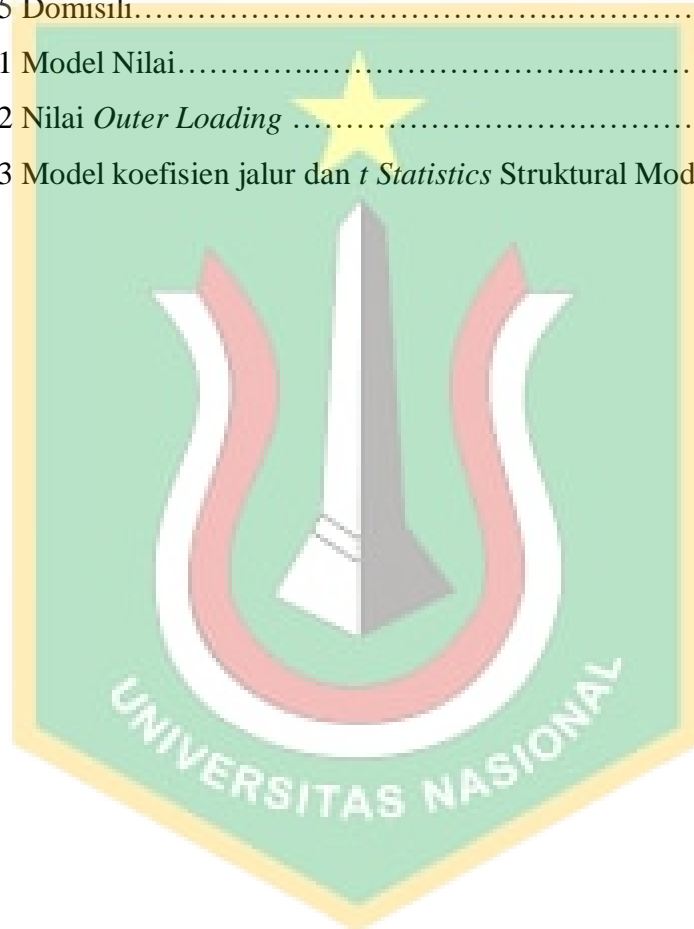 5 Domisili…………………………………..……………
1 Model Nilai…………..……………………….…………
2 Nilai Outer Loading ……………………….……………
3 Model koefisien jalur dan t Statistics Struktural Mod
UNIVERSITAS NASIONAL